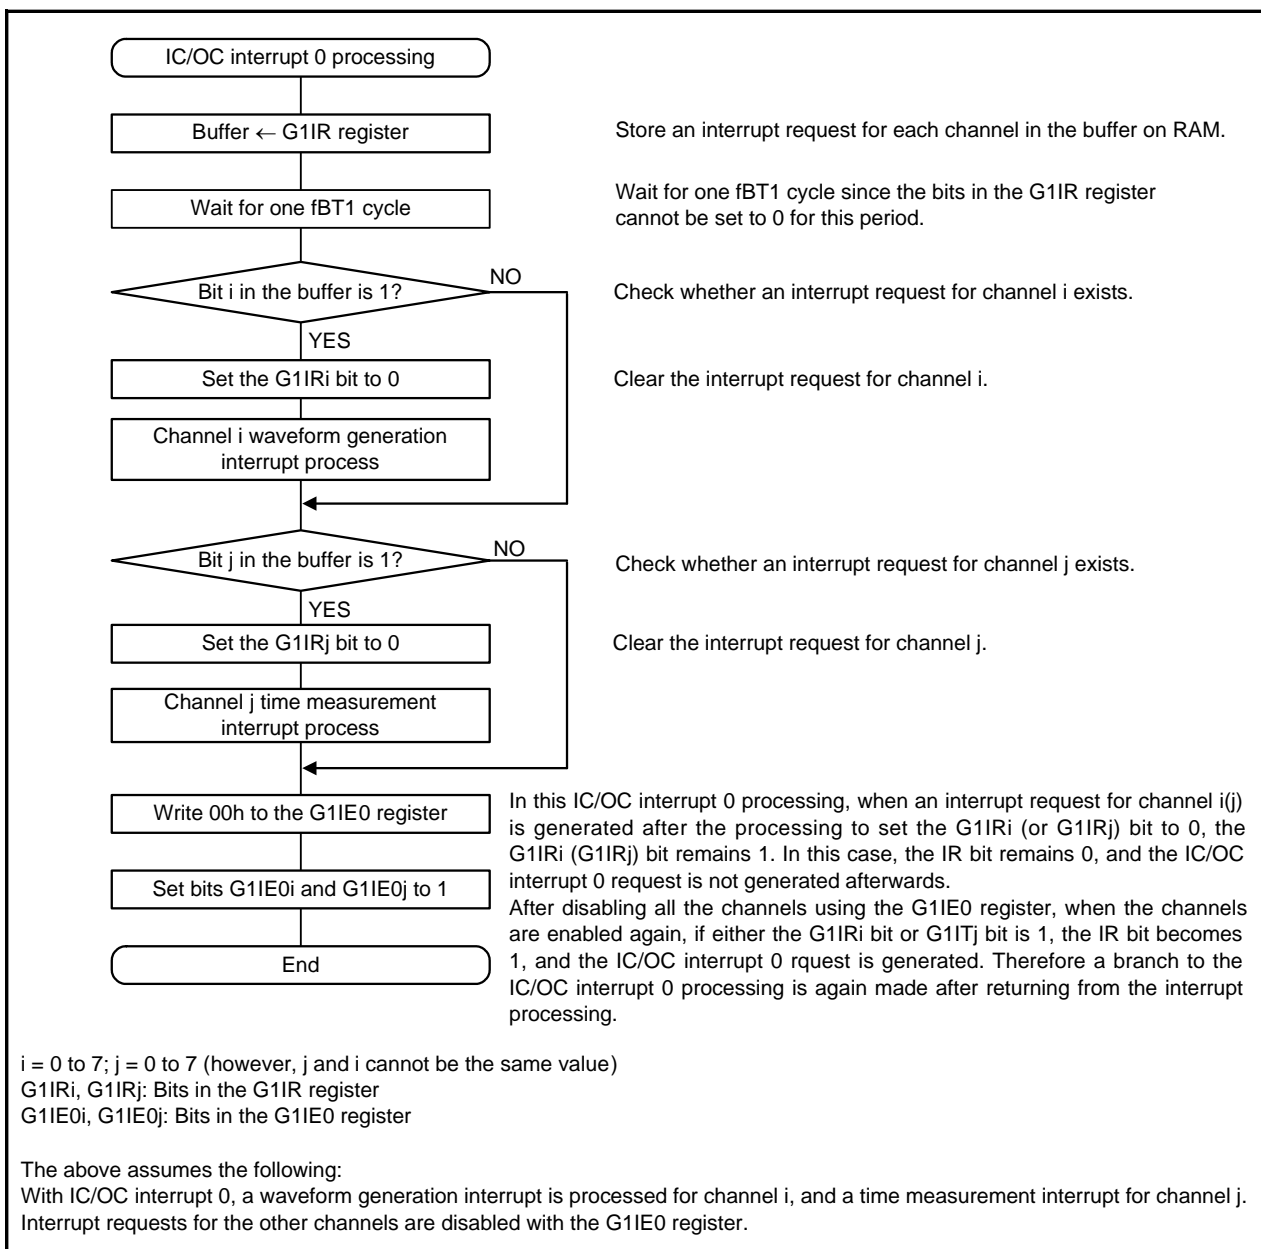 IC/OC interrupt 0 processing
Buffer ← G1IR register
Store an interrupt request for each channel in the buffer on RAM.
Wait for one fBT1 cycle
Wait for one fBT1 cycle since the bits in the G1IR register
cannot be set to 0 for this period.
Bit i in the buffer is 1?
NO
Check whether an interrupt request for channel i exists.
YES
Set the G1IRi bit to 0
Clear the interrupt request for channel i.
Channel i waveform generation
interrupt process
Bit j in the buffer is 1?
NO
Check whether an interrupt request for channel j exists.
YES
Set the G1IRj bit to 0
Clear the interrupt request for channel j.
Channel j time measurement
interrupt process
Write 00h to the G1IE0 register
Set bits G1IE0i and G1IE0j to 1
End
In this IC/OC interrupt 0 processing, when an interrupt request for channel i(j)
is generated after the processing to set the G1IRi (or G1IRj) bit to 0, the
G1IRi (G1IRj) bit remains 1. In this case, the IR bit remains 0, and the IC/OC
interrupt 0 request is not generated afterwards.
After disabling all the channels using the G1IE0 register, when the channels
are enabled again, if either the G1IRi bit or G1ITj bit is 1, the IR bit becomes
1, and the IC/OC interrupt 0 rquest is generated. Therefore a branch to the
IC/OC interrupt 0 processing is again made after returning from the interrupt
processing.
i = 0 to 7; j = 0 to 7 (however, j and i cannot be the same value)
G1IRi, G1IRj: Bits in the G1IR register
G1IE0i, G1IE0j: Bits in the G1IE0 register
The above assumes the following:
With IC/OC interrupt 0, a waveform generation interrupt is processed for channel i, and a time measurement interrupt for channel j.
Interrupt requests for the other channels are disabled with the G1IE0 register.